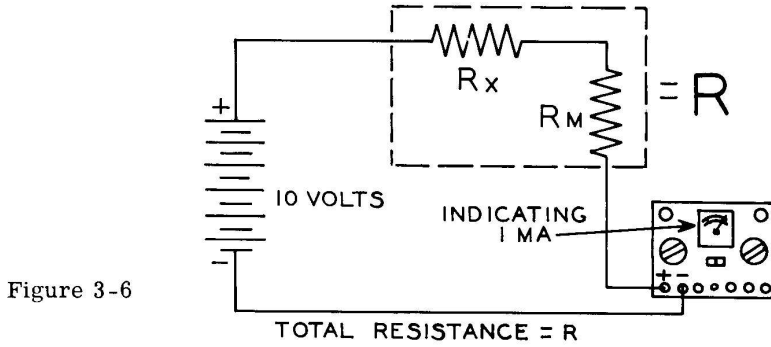 RX
= R
RM
+
10 VOLTS
INDICATING
1 MA
+ -
-
Figure 3-6
TOTAL RESISTANCE = R